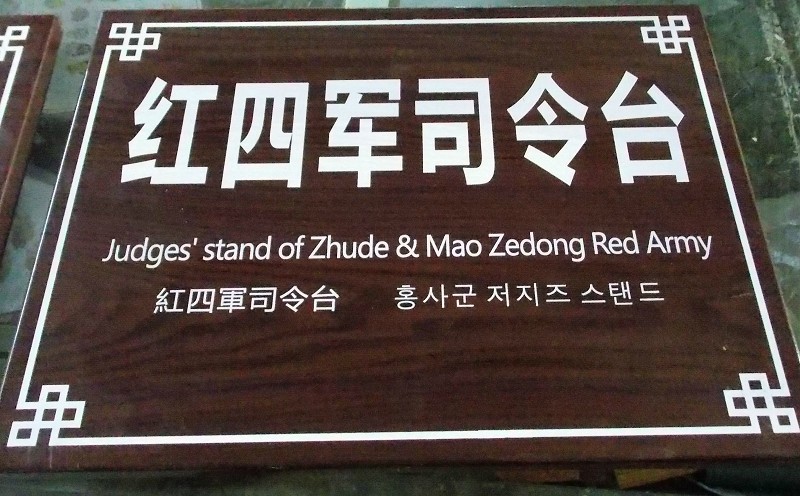 红四军司令台
Judges' stand of Zhude & Mao Zedong Red Army
紅四軍司令台 홍사군 저지즈 스탠드